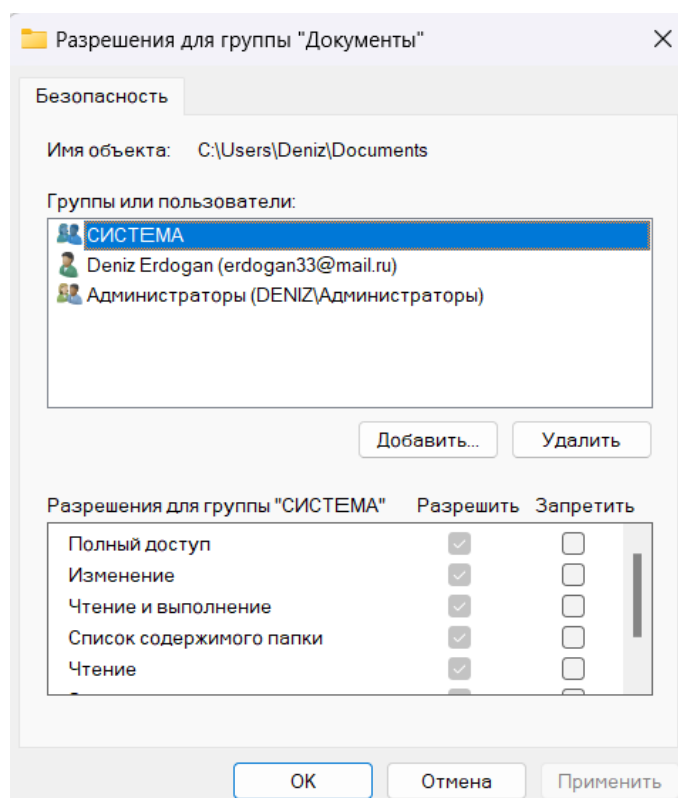 Разрешения для группы "Документы"
Безопасность
Имя объекта: C:\Users\Deniz\Documents
Группы или пользователи:
СИСТЕМА
Deniz Erdogan (erdogan33@mail.ru)
Администраторы (DENIZ\Администраторы)
Добавить... Удалить
Разрешения для группы "СИСТЕМА" Разрешить Запретить
Полный доступ
Изменение
Чтение и выполнение
Список содержимого папки
Чтение
ОК Отмена Применить